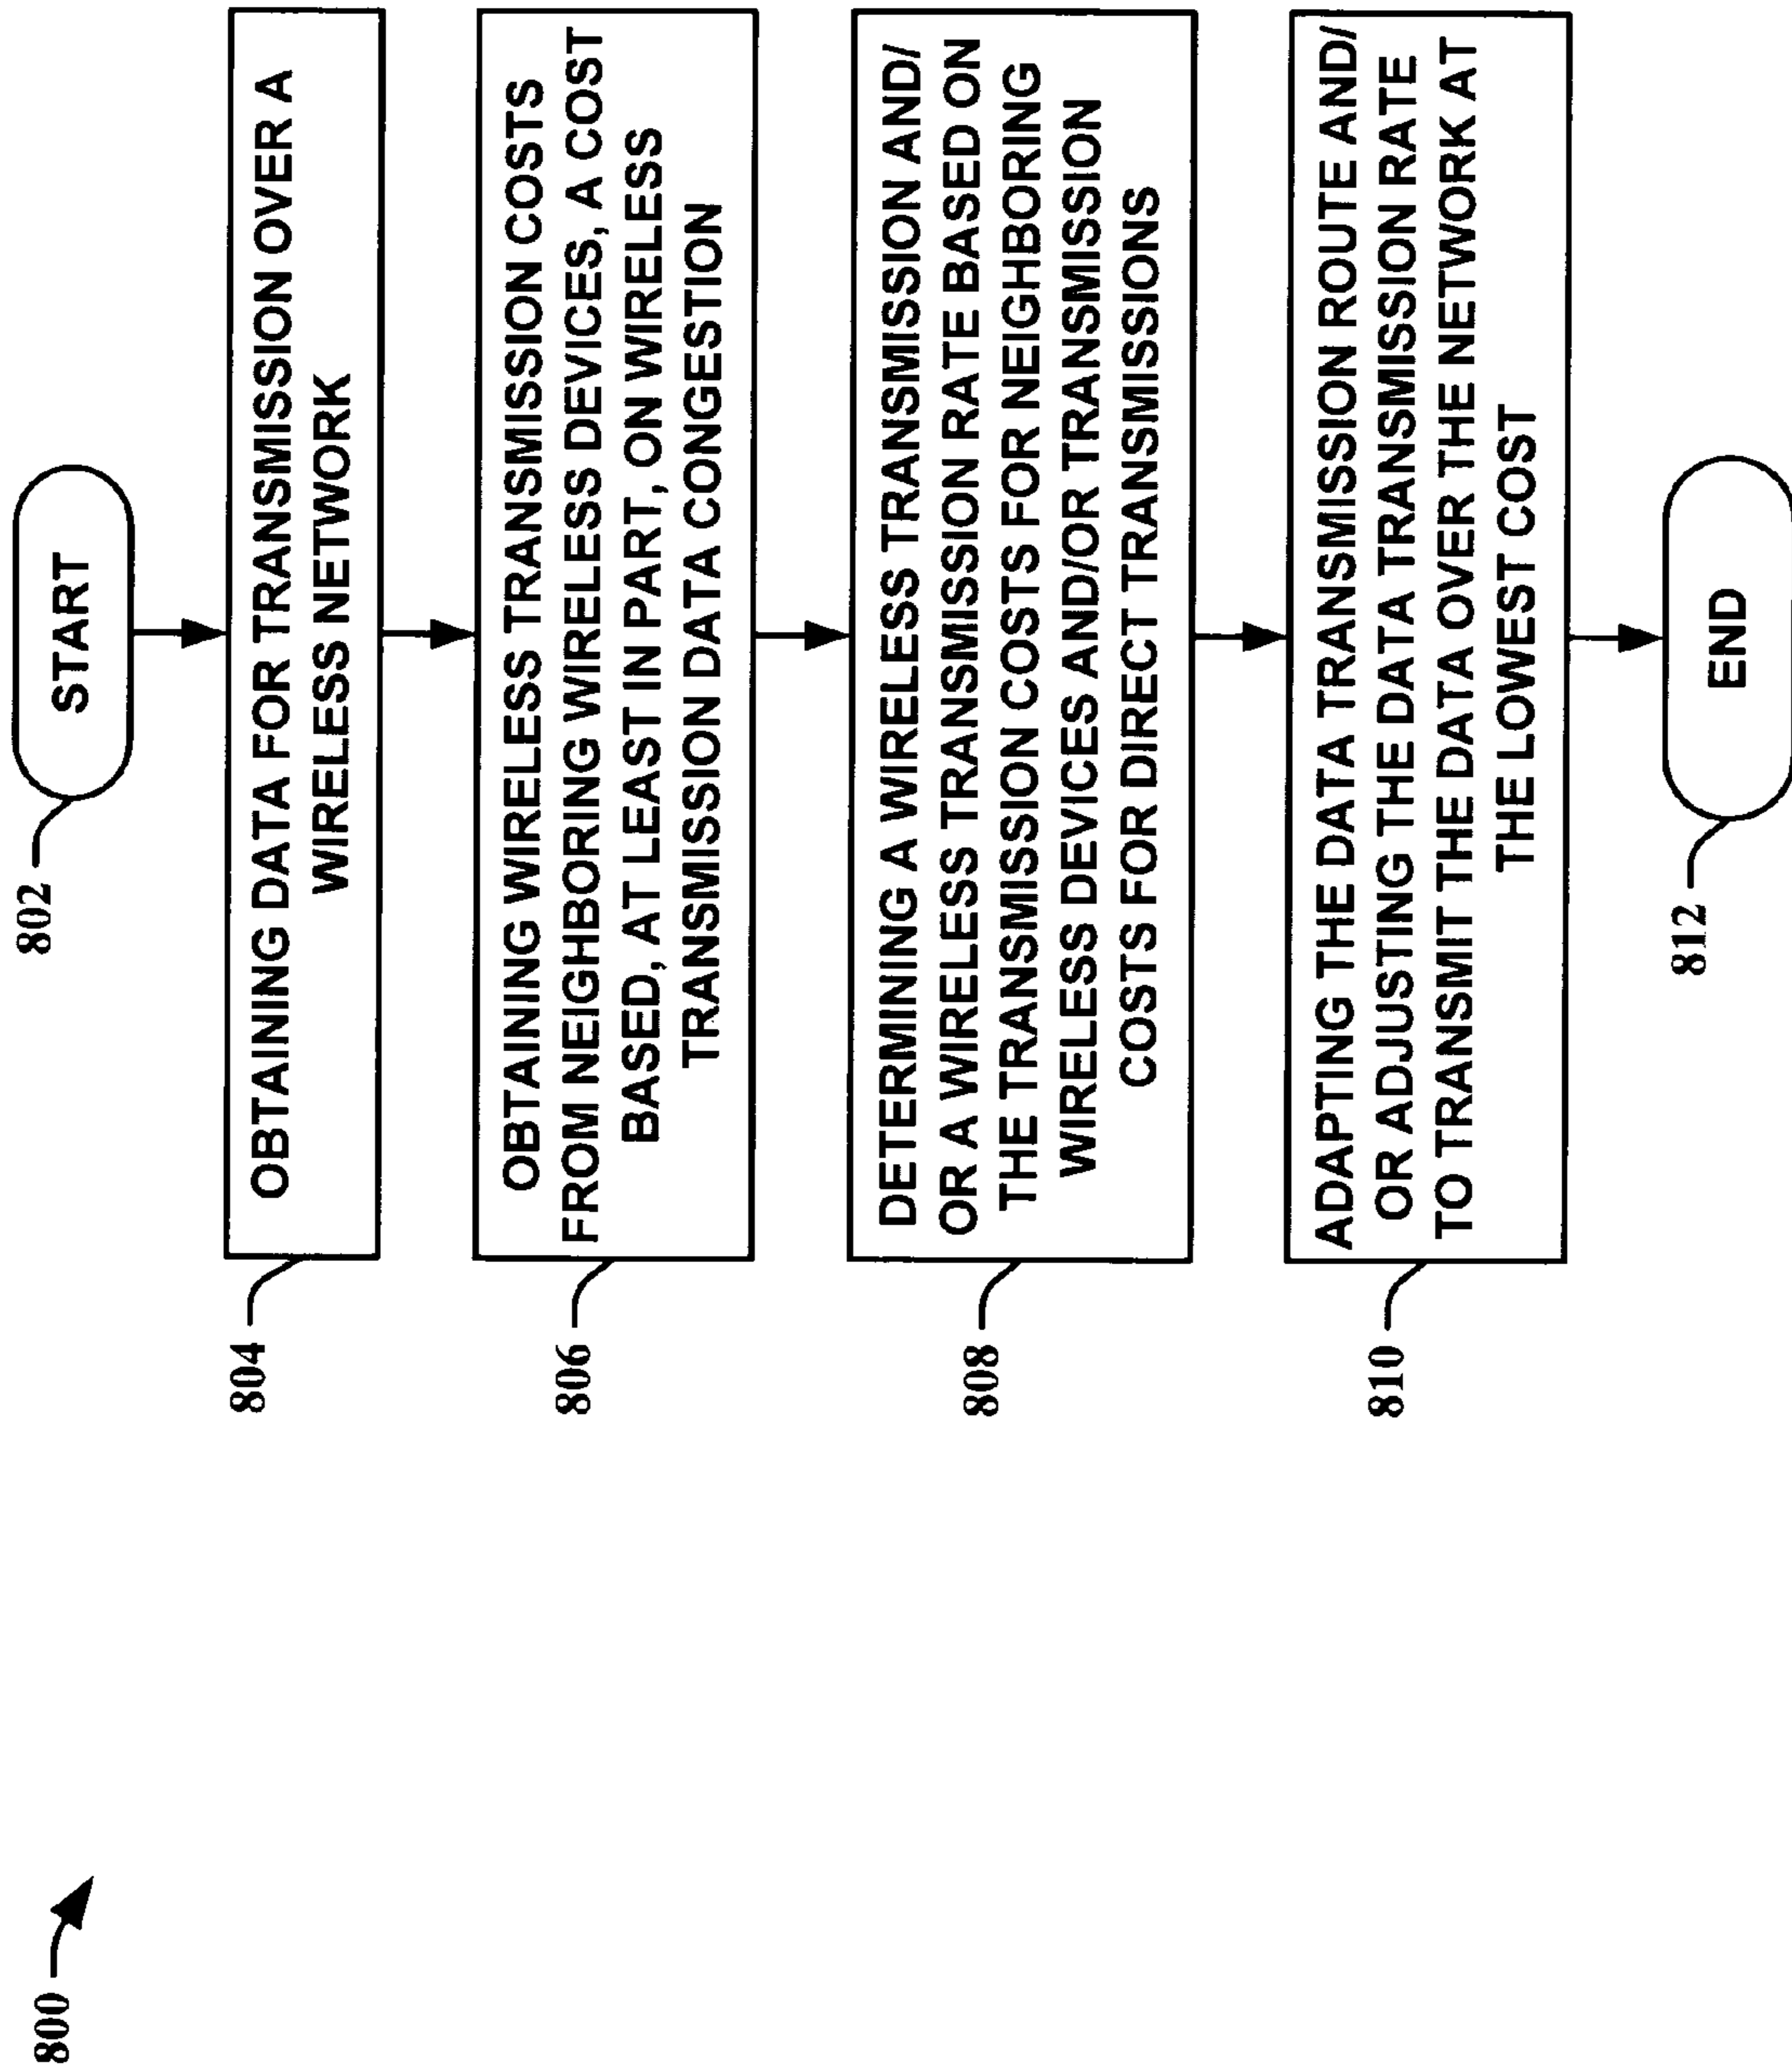 800
802
START
804
OBTAINING DATA FOR TRANSMISSION OVER A
WIRELESS NETWORK
806
OBTAINING WIRELESS TRANSMISSION COSTS
FROM NEIGHBORING WIRELESS DEVICES, A COST
BASED, AT LEAST IN PART, ON WIRELESS
TRANSMISSION DATA CONGESTION
808
DETERMINING A WIRELESS TRANSMISSION AND/
OR A WIRELESS TRANSMISSION RATE BASED ON
THE TRANSMISSION COSTS FOR NEIGHBORING
WIRELESS DEVICES AND/OR TRANSMISSION
COSTS FOR DIRECT TRANSMISSIONS
810
ADAPTING THE DATA TRANSMISSION ROUTE AND/
OR ADJUSTING THE DATA TRANSMISSION RATE
TO TRANSMIT THE DATA OVER THE NETWORK AT
THE LOWEST COST
812
END